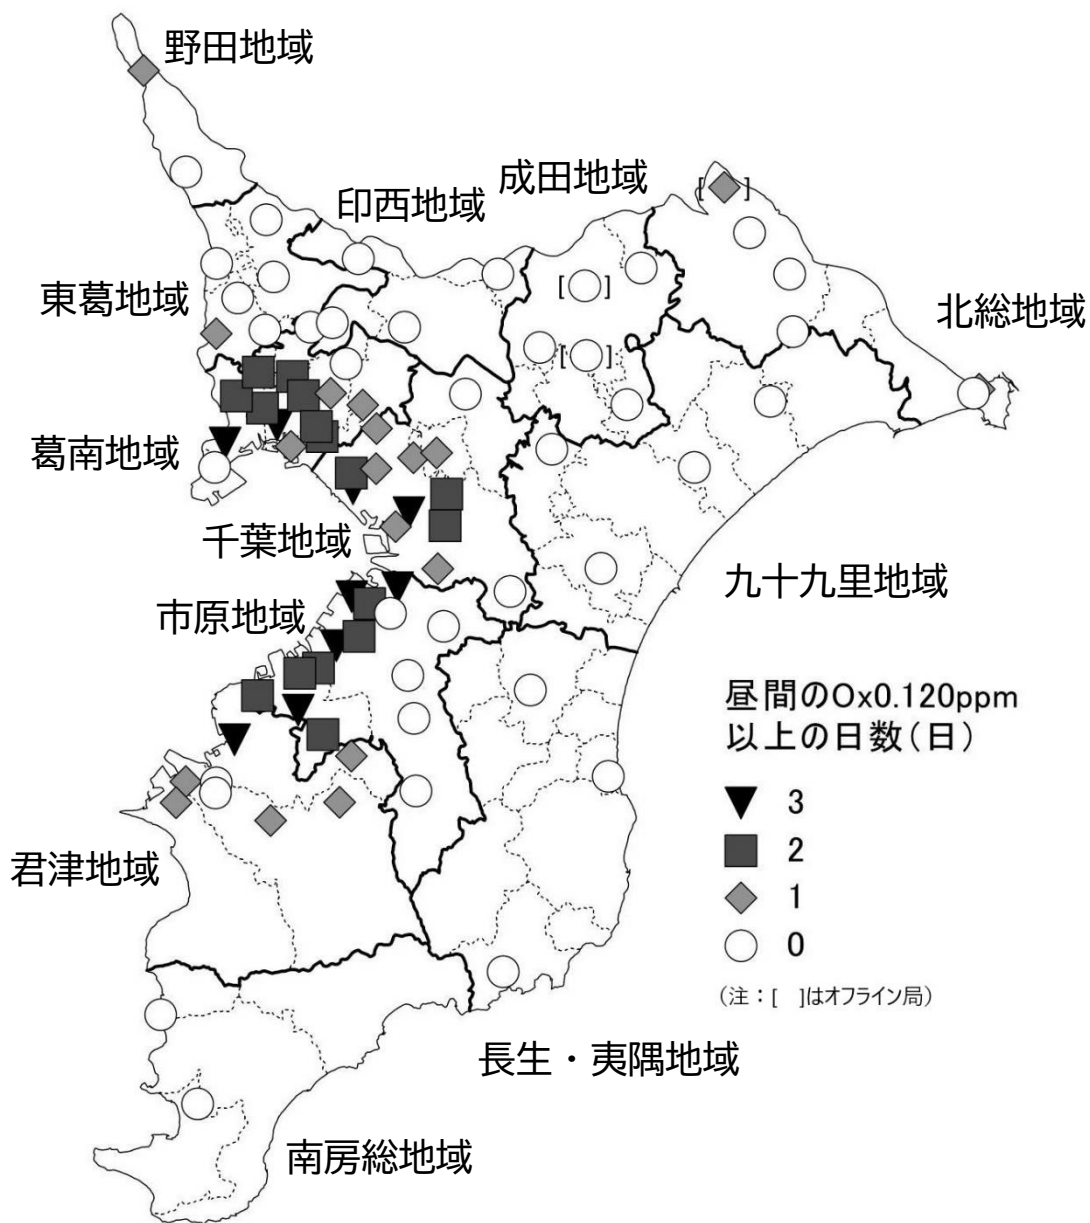 野田地域
成田地域
印西地域
東葛地域
北総地域
葛南地域
千葉地域
九十九里地域
市原地域
昼間のOx0.120ppm
以上の日数(日)
3
2
1
0
(注:[ ]はオフライン局)
君津地域
長生・夷隅地域
南房総地域
[ ]
[ ]
[ ]